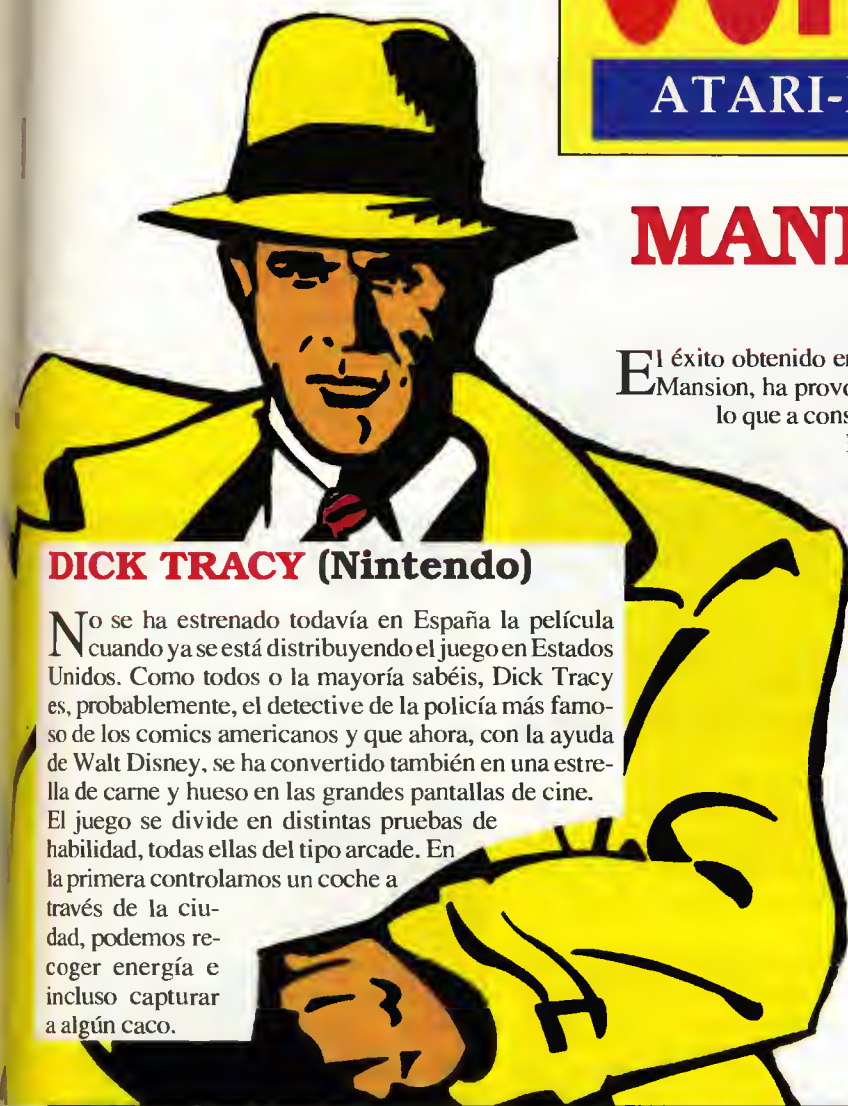 ATARI-
MANI
El éxito obtenido en
Mansion, ha provo
lo que a cons
DICK TRACY (Nintendo)
No se ha estrenado todavía en España la película
cuando ya se está distribuyendo el juego en Estados
Unidos. Como todos o la mayoría sabéis, Dick Tracy
es, probablemente, el detective de la policía más famo-
so de los comics americanos y que ahora, con la ayuda
de Walt Disney, se ha convertido también en una estre-
lla de carne y hueso en las grandes pantallas de cine.
El juego se divide en distintas pruebas de
habilidad, todas ellas del tipo arcade. En
la primera controlamos un coche a
través de la ciu-
dad, podemos re-
coger energía e
incluso capturar
a algún caco.